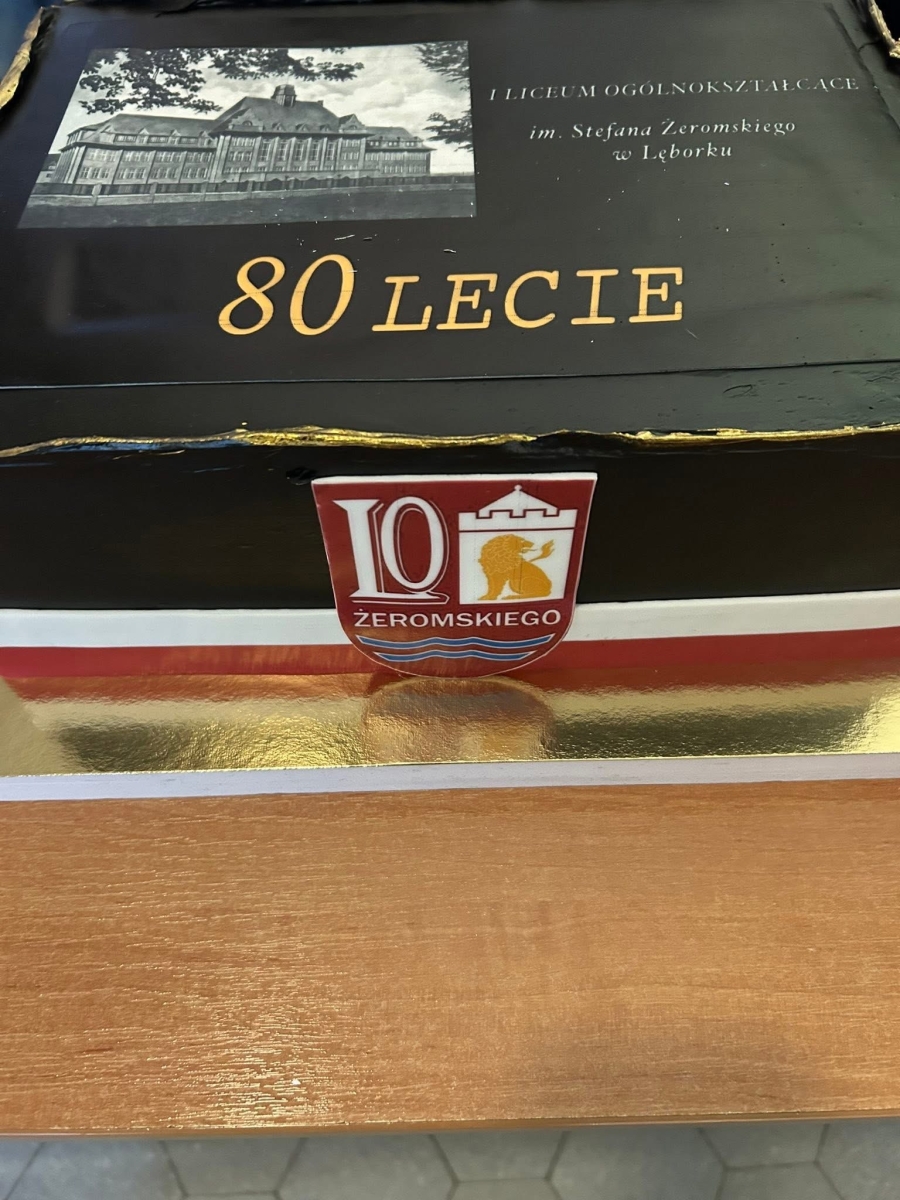 I LICEUM OGÓLNOKSZTAŁCĄCE
im. Stefana Żeromskiego
w Lęborku
80 LECIE
LO
ŻEROMSKIEGO